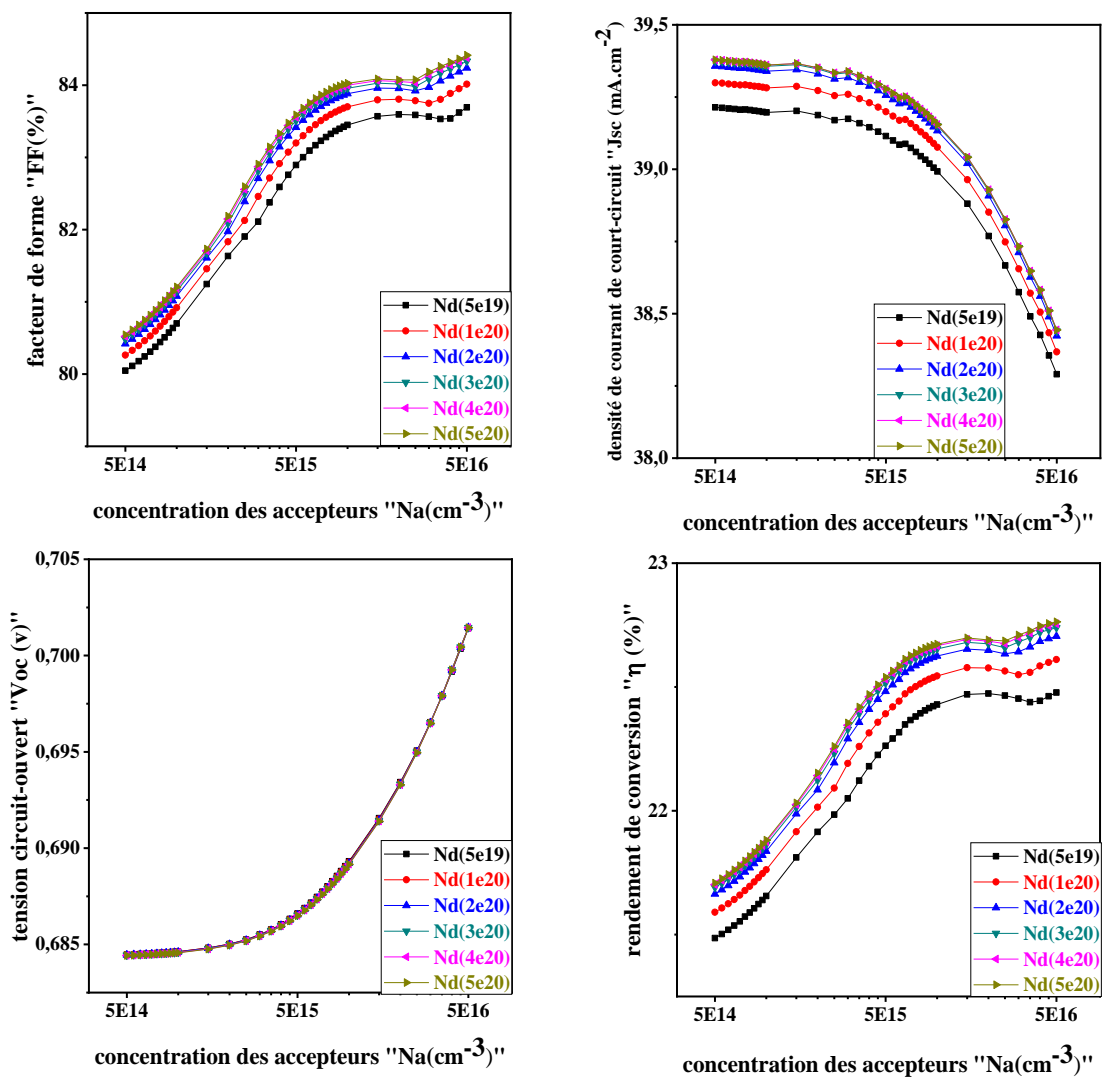 facteur de forme "FF(%)"
84
82
80
Nd(5e19)
Nd(1e20)
Nd(2e20)
Nd(3e20)
Nd(4e20)
Nd(5e20)
5E14 5E15 5E16
concentration des accepteurs "Na(cm-3)"
densité de courant de court-circuit "Jsc (mA.cm-2)
39,5
39,0
38,5
38,0
Nd(5e19)
Nd(1e20)
Nd(2e20)
Nd(3e20)
Nd(4e20)
Nd(5e20)
5E14 5E15 5E16
concentration des accepteurs "Na(cm-3)"
tension circuit-ouvert "Voc (v)"
0,705
0,700
0,695
0,690
0,685
Nd(5e19)
Nd(1e20)
Nd(2e20)
Nd(3e20)
Nd(4e20)
Nd(5e20)
5E14 5E15 5E16
concentration des accepteurs "Na(cm-3)"
rendement de conversion "η (%)"
23
22
Nd(5e19)
Nd(1e20)
Nd(2e20)
Nd(3e20)
Nd(4e20)
Nd(5e20)
5E14 5E15 5E16
concentration des accepteurs "Na(cm-3)"